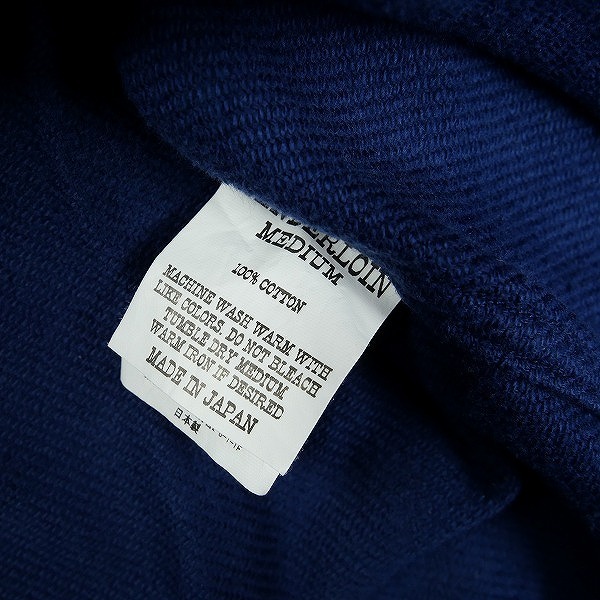 NDERLOIN
MEDIUM
100% COTTON
MACHINE WASH WARM WITH
LIKE COLORS. DO NOT BLEACH
TUMBLE DRY MEDIUM
WARM IRON IF DESIRED
MADE IN JAPAN
日本製